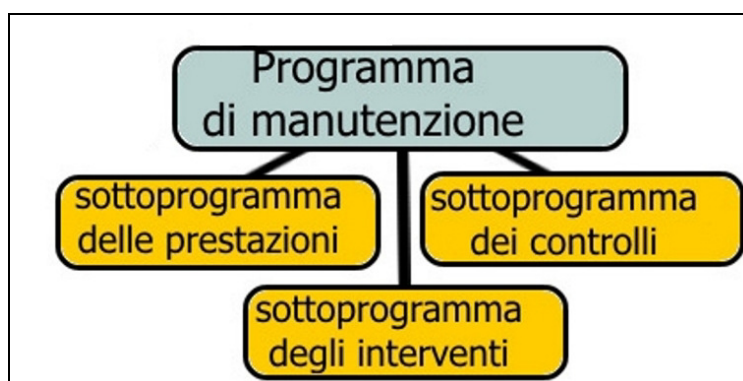 Programma
di manutenzione
sottoprogramma
delle prestazioni
sottoprogramma
dei controlli
sottoprogramma
degli interventi